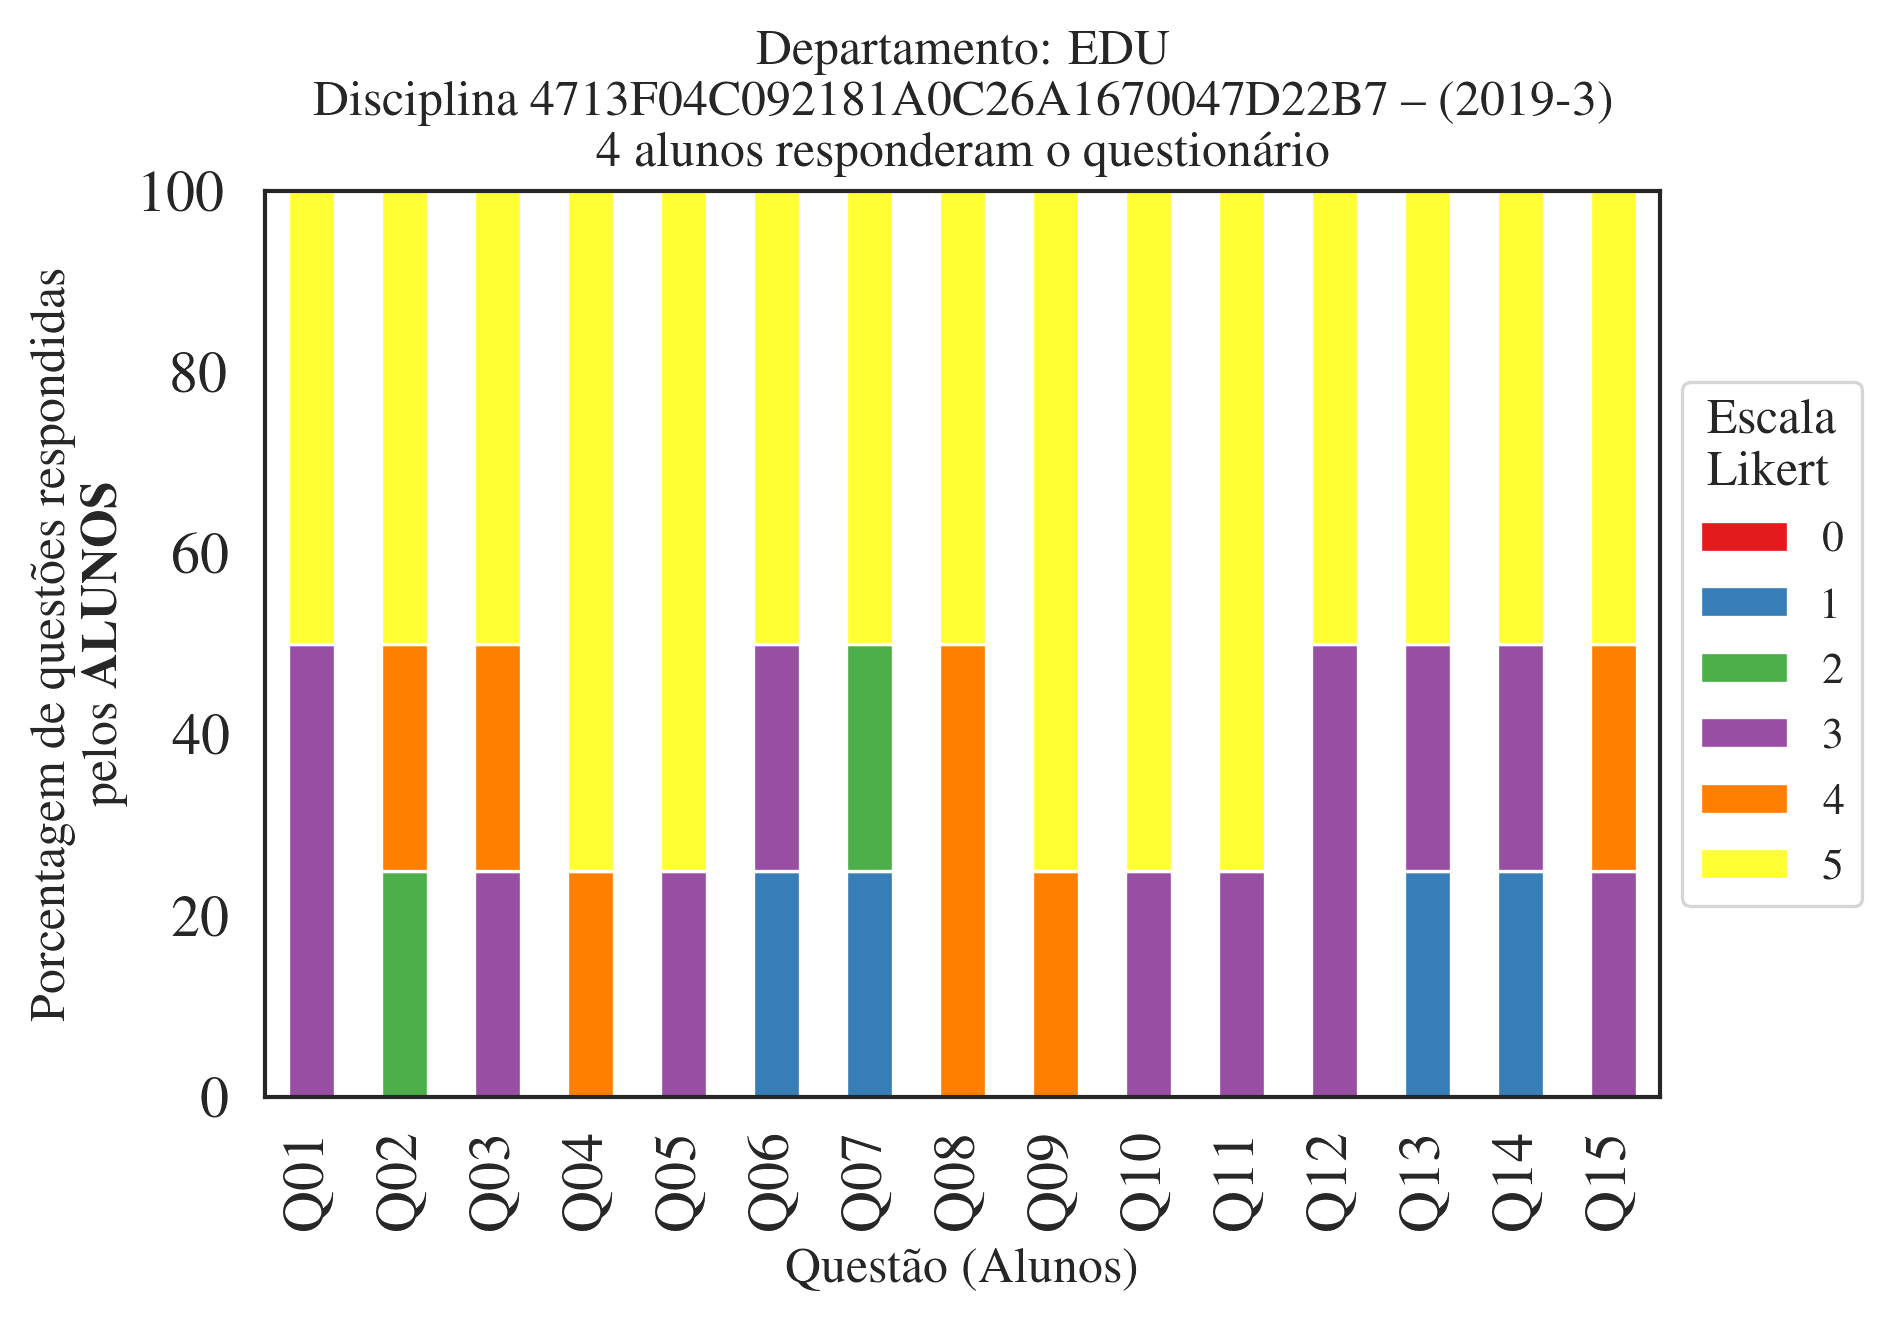 Departamento: EDU
Disciplina 4713F04C092181A0C26A1670047D22B7 – (2019-3)
4 alunos responderam o questionário
Porcentagem de questões respondidas
pelos ALUNOS
100
80
60
40
20
0
Q01
Q02
Q03
Q04
Q05
Q06
Q07
Q08
Q09
Q10
Q11
Q12
Q13
Q14
Q15
Questão (Alunos)
Escala
Likert
0
1
2
3
4
5